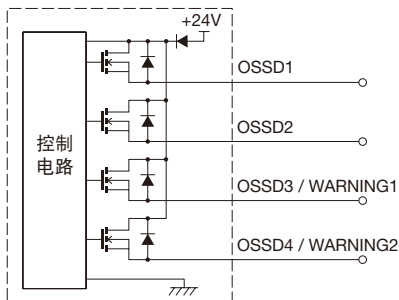 +24V
OSSD1
OSSD2
控制
电路
OSSD3 / WARNING1
OSSD4 / WARNING2